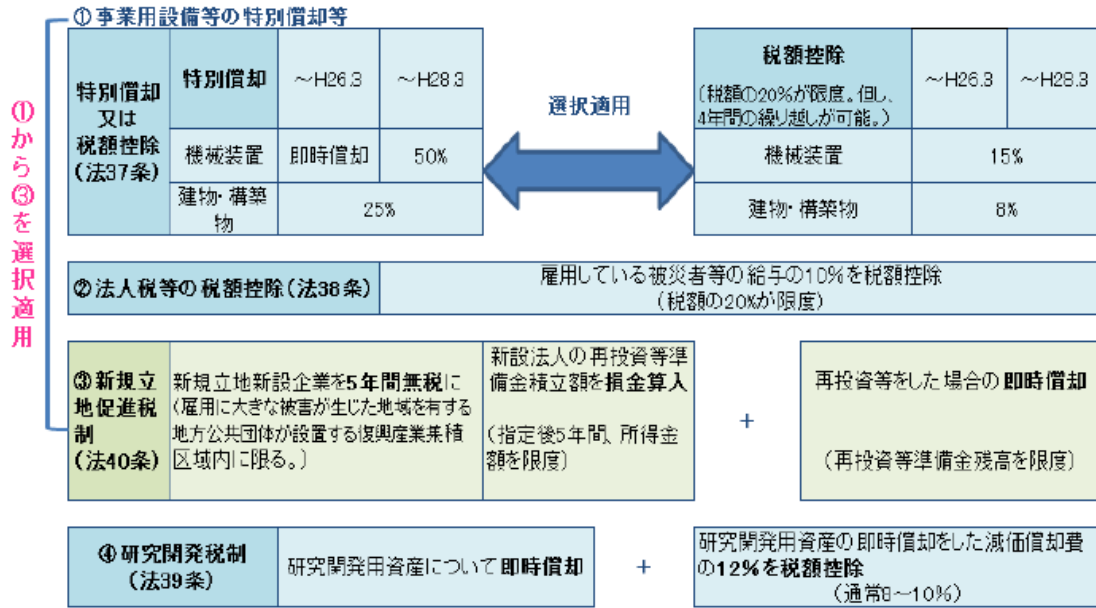 ①事業用設備等の特別償却等
①から③を選択適用
特別償却
又は
税額控除
(法37条)
特別償却
～H26.3
～H28.3
機械装置
即時償却
50%
建物・構築
物
25%
選択適用
税額控除
(税額の20%が限度。但し、
4年間の繰り越しが可能。)
～H26.3
～H28.3
機械装置
15%
建物・構築物
8%
②法人税等の税額控除(法38条)
雇用している被災者等の給与の10%を税額控除
(税額の20%が限度)
③新規立
地促進税
制
(法40条)
新規立地新設企業を5年間無税に
(雇用に大きな被害が生じた地域を有する
地方公共団体が設置する復興産業集積
区域内に限る。)
新設法人の再投資等準
備金積立額を損金算入
(指定後5年間、所得金
額を限度)
+
再投資等をした場合の即時償却
(再投資等準備金残高を限度)
④研究開発税制
(法39条)
研究開発用資産について即時償却
+
研究開発用資産の即時償却をした減価償却費
の12%を税額控除
(通常8～10%)